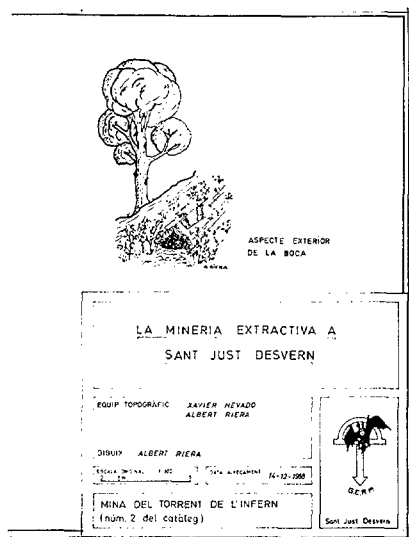 ASPECTE EXTERIOR
DE LA BOCA
A. RIERA
LA MINERIA EXTRACTIVA A
SANT JUST DESVERN
EQUIP TOPOGRÀFIC XAVIER NEVADO
ALBERT RIERA
DIBUIX ALBERT RIERA
ESCALA ORIGINAL
DATA AIXECAMENT 14-12-1988
MINA DEL TORRENT DE L'INFERN
(núm. 2 del catàleg)
G.E.R.P.
Sant Just Desvern